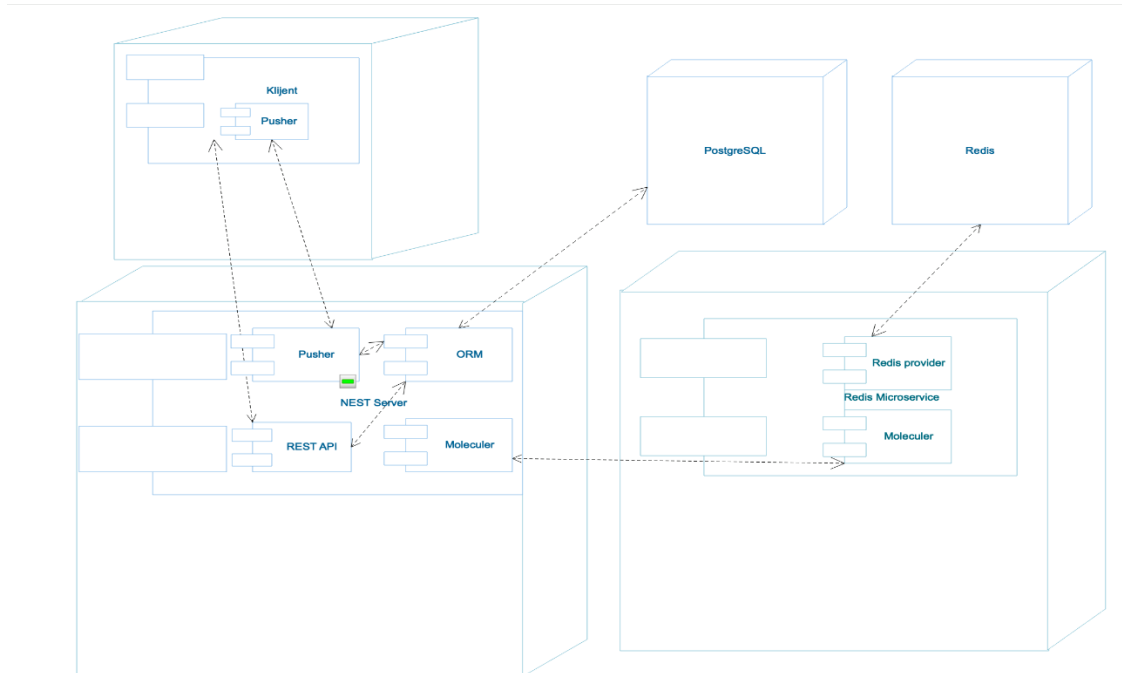 Klijent
Pusher
PostgreSQL
Redis
Pusher
ORM
NEST Server
REST API
Moleculer
Redis provider
Redis Microservice
Moleculer